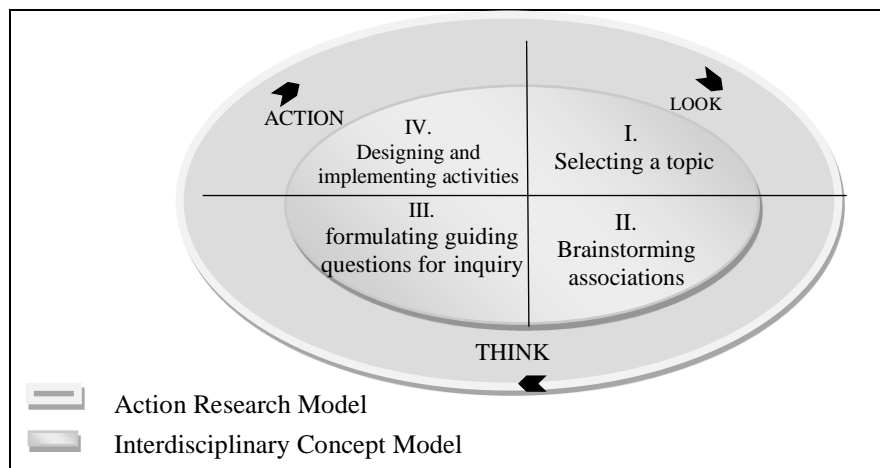 ACTION
LOOK
IV.
Designing and
implementing activities
I.
Selecting a topic
III.
formulating guiding
questions for inquiry
II.
Brainstorming
associations
THINK
Action Research Model
Interdisciplinary Concept Model